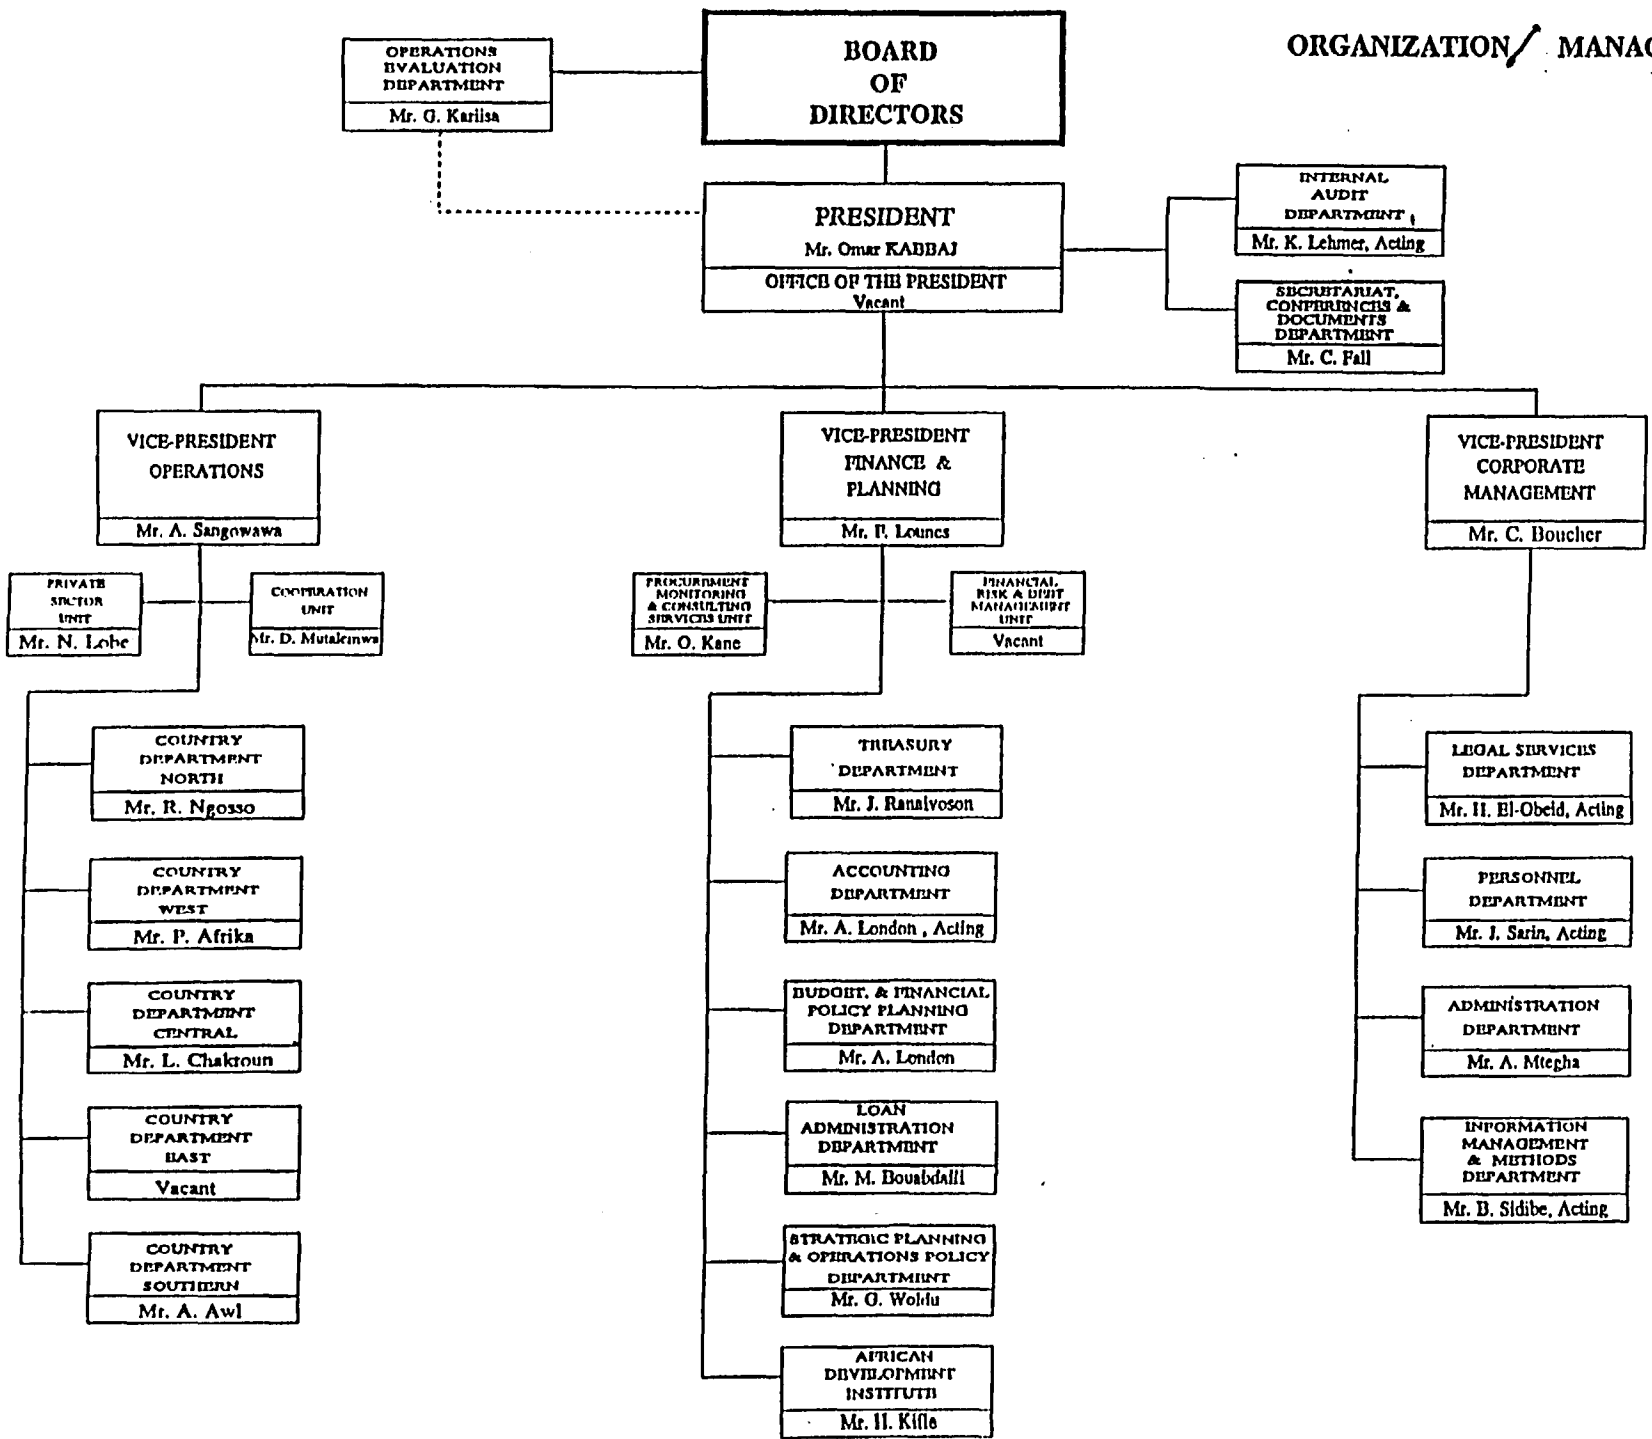 ORGANIZATION/ MANAG
OPERATIONS
EVALUATION
DEPARTMENT
Mr. G. Kariisa
BOARD
OF
DIRECTORS
PRESIDENT
Mr. Omar KABBAJ
OFFICE OF THE PRESIDENT
Vacant
INTERNAL
AUDIT
DEPARTMENT
Mr. K. Lehmer, Acting
SECRETARIAT,
CONFERENCES &
DOCUMENTS
DEPARTMENT
Mr. C. Fall
VICE-PRESIDENT
OPERATIONS
Mr. A. Sangowawa
VICE-PRESIDENT
FINANCE &
PLANNING
Mr. F. Lounes
VICE-PRESIDENT
CORPORATE
MANAGEMENT
Mr. C. Boucher
PRIVATE
SECTOR
UNIT
Mr. N. Lobe
COOPERATION
UNIT
Mr. D. Mutalemwa
PROCUREMENT
MONITORING
& CONSULTING
SERVICES UNIT
Mr. O. Kane
FINANCIAL,
RISK & DEBT
MANAGEMENT
UNIT
Vacant
COUNTRY
DEPARTMENT
NORTH
Mr. R. Ngosso
COUNTRY
DEPARTMENT
WEST
Mr. P. Afrika
COUNTRY
DEPARTMENT
CENTRAL
Mr. L. Chakroun
COUNTRY
DEPARTMENT
EAST
Vacant
COUNTRY
DEPARTMENT
SOUTHERN
Mr. A. Awl
TREASURY
DEPARTMENT
Mr. J. Ranaivoson
ACCOUNTING
DEPARTMENT
Mr. A. London , Acting
BUDGET, & FINANCIAL
POLICY PLANNING
DEPARTMENT
Mr. A. London
LOAN
ADMINISTRATION
DEPARTMENT
Mr. M. Bouabdalli
STRATEGIC PLANNING
& OPERATIONS POLICY
DEPARTMENT
Mr. G. Woldu
AFRICAN
DEVELOPMENT
INSTITUTE
Mr. H. Kifle
LEGAL SERVICES
DEPARTMENT
Mr. H. El-Obeid, Acting
PERSONNEL
DEPARTMENT
Mr. J. Sarin, Acting
ADMINISTRATION
DEPARTMENT
Mr. A. Mtegha
INFORMATION
MANAGEMENT
& METHODS
DEPARTMENT
Mr. B. Sidibe, Acting